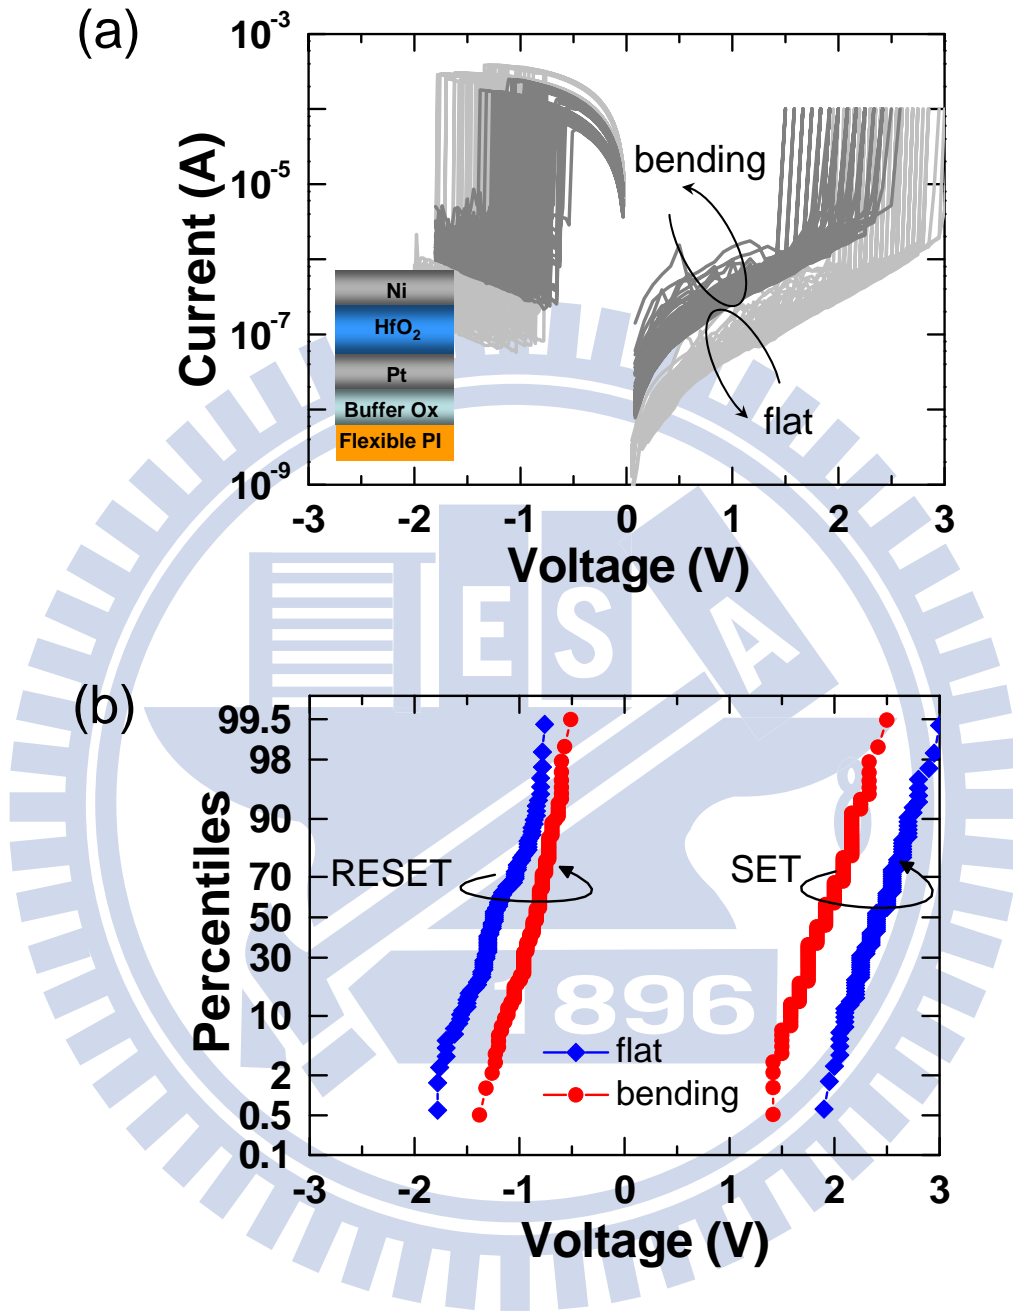 (a)
10-3
10-5
10-7
10-9
Current (A)
bending
flat
Ni
HfO2
Pt
Buffer Ox
Flexible PI
-3 -2 -1 0 1 2 3
Voltage (V)
ESA
(b)
99.5
98
90
70
50
30
10
2
0.5
0.1
Percentiles
RESET
SET
1896
flat
bending
-3 -2 -1 0 1 2 3
Voltage (V)